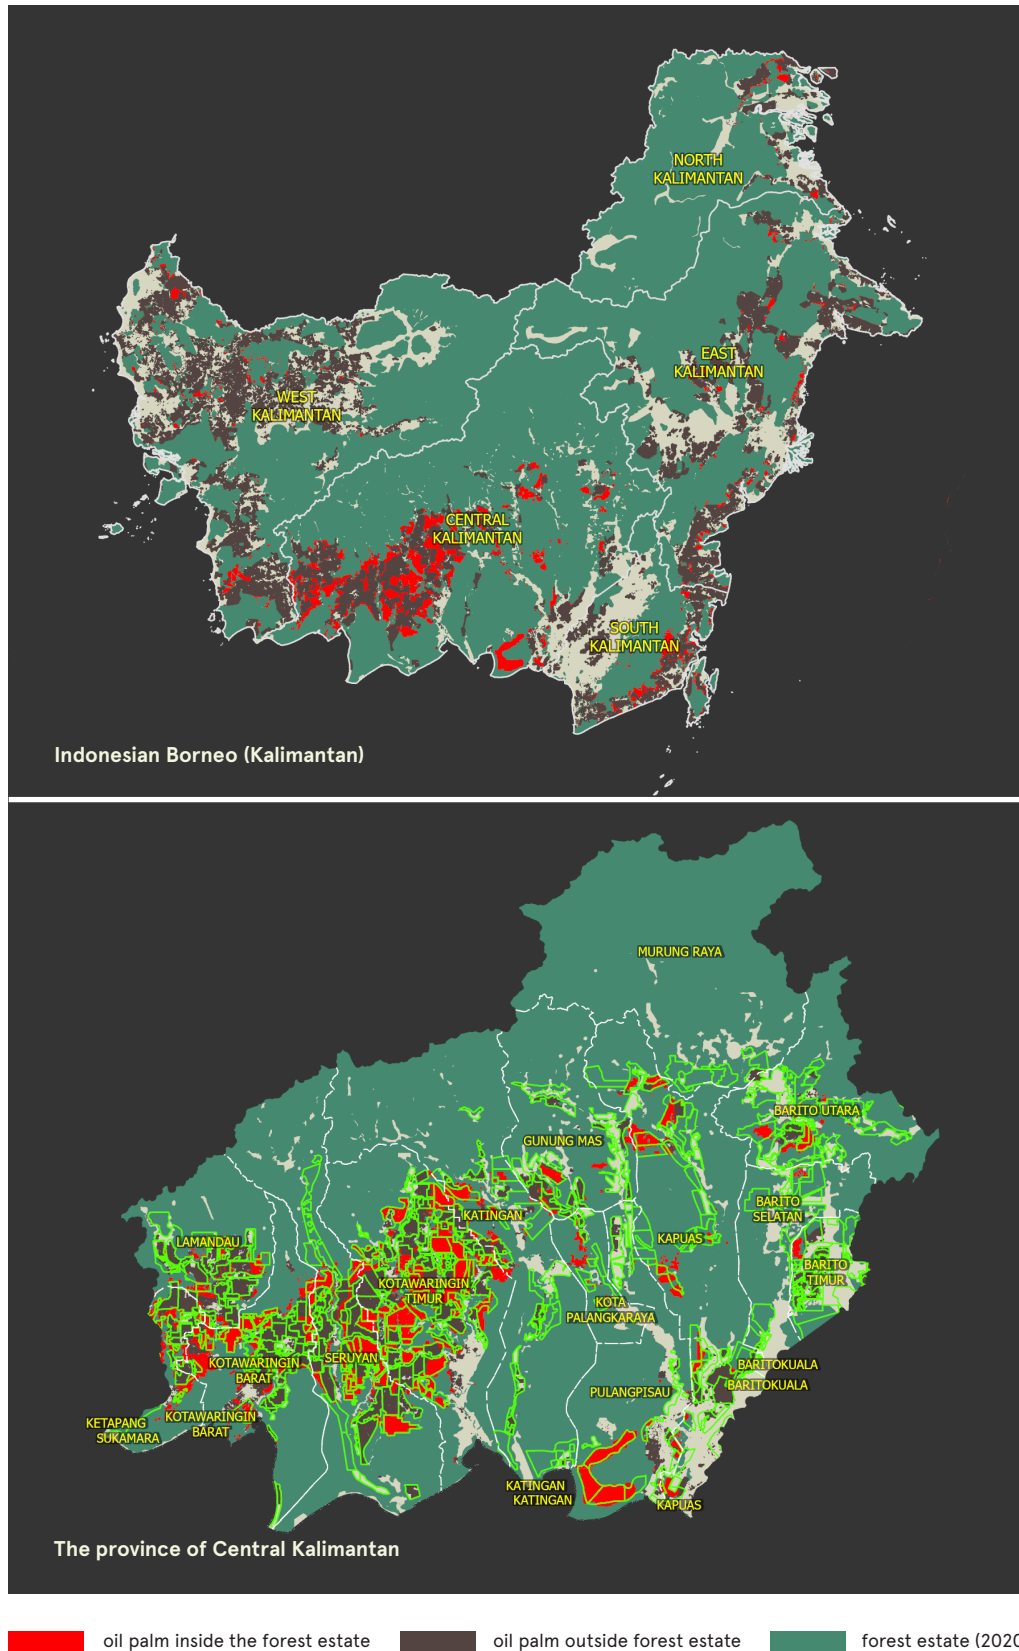 NORTH
KALIMANTAN
EAST
KALIMANTAN
WEST
KALIMANTAN
CENTRAL
KALIMANTAN
SOUTH
KALIMANTAN
Indonesian Borneo (Kalimantan)
MURUNG RAYA
BARITO UTARA
GUNUNG MAS
BARITO
SELATAN
KATINGAN
LAMANDAU
KAPUAS
BARITO
TIMUR
KOTAWARINGIN
TIMUR
KOTA
PALANGKARAYA
SERUYAN
KOTAWARINGIN
BARAT
BARITOKUALA
BARITOKUALA
PULANGPISAU
KETAPANG
SUKAMARA
KOTAWARINGIN
BARAT
KATINGAN
KATINGAN
KAPUAS
The province of Central Kalimantan
oil palm inside the forest estate
oil palm outside forest estate
forest estate (2020